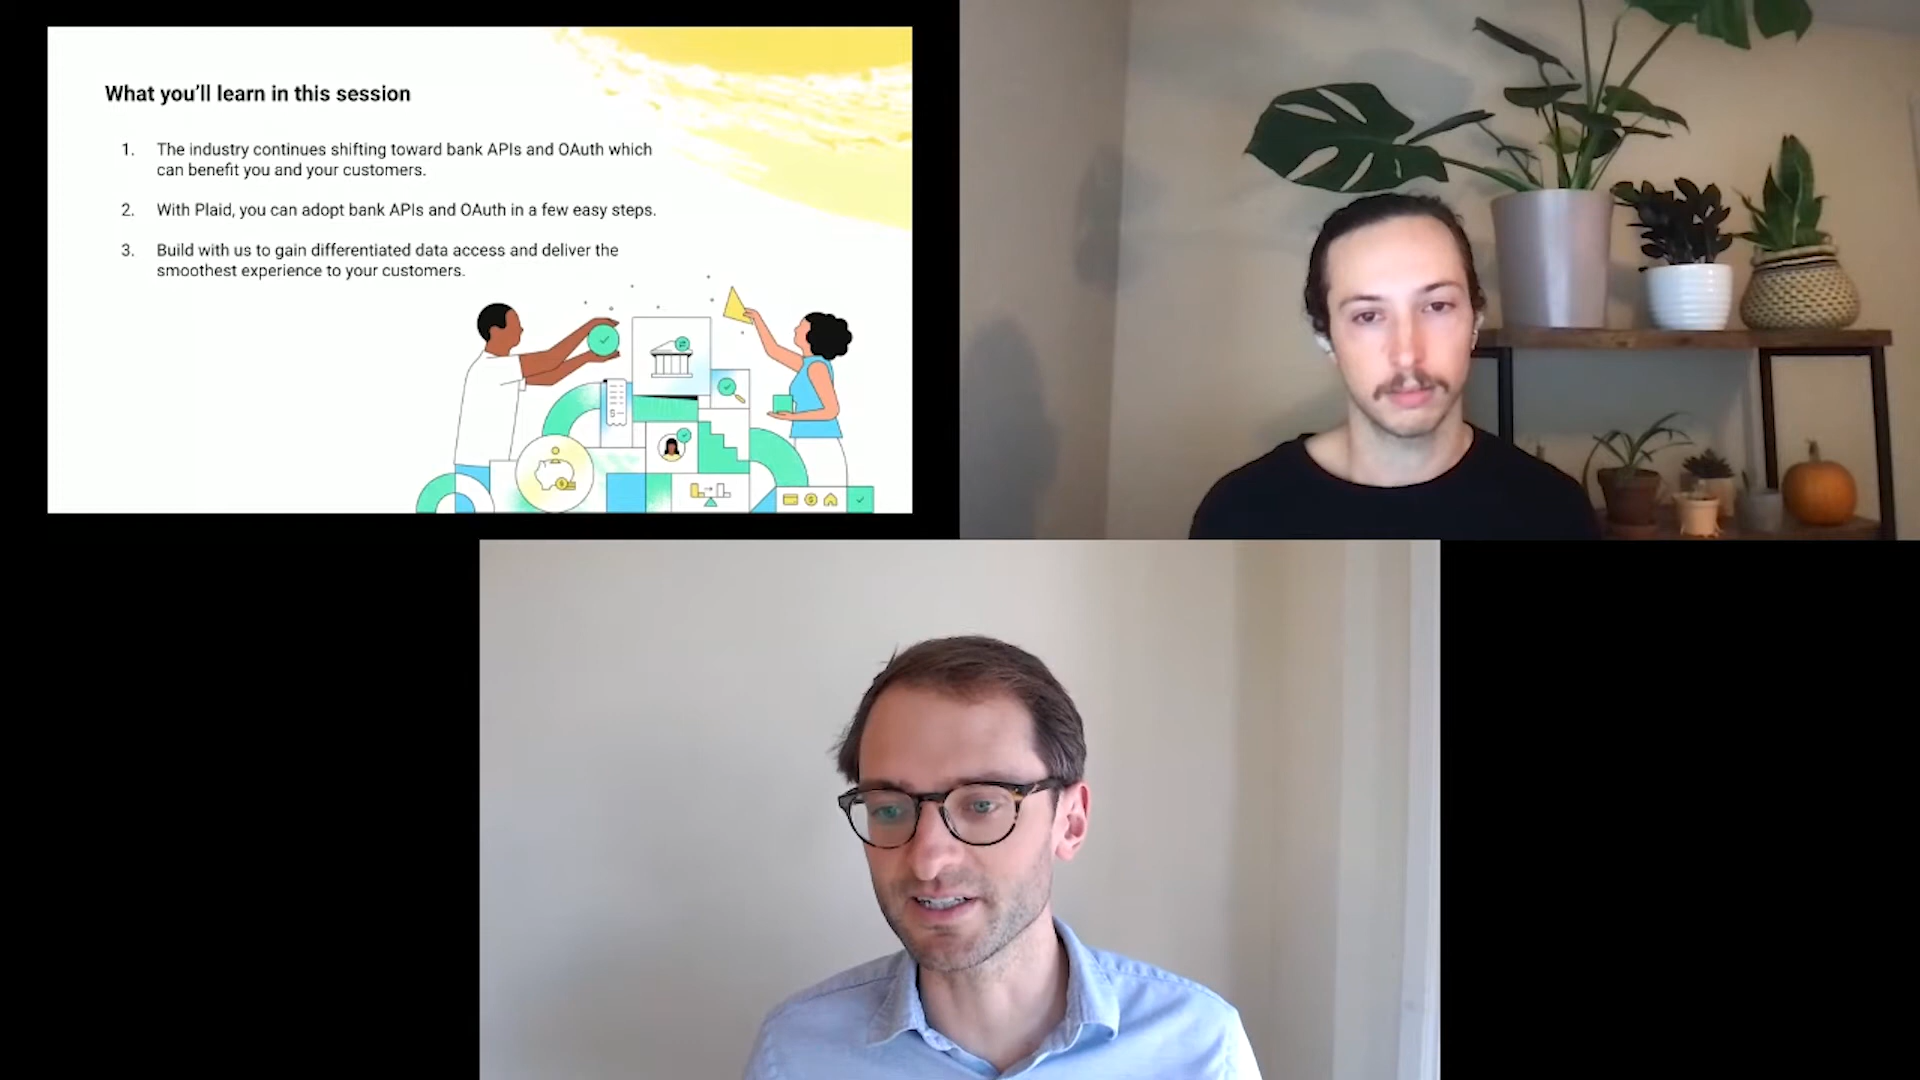 What you'll learn in this session
1. The industry continues shifting toward bank APIs and OAuth which
can benefit you and your customers.
2. With Plaid, you can adopt bank APIs and OAuth in a few easy steps.
3. Build with us to gain differentiated data access and deliver the
smoothest experience to your customers.